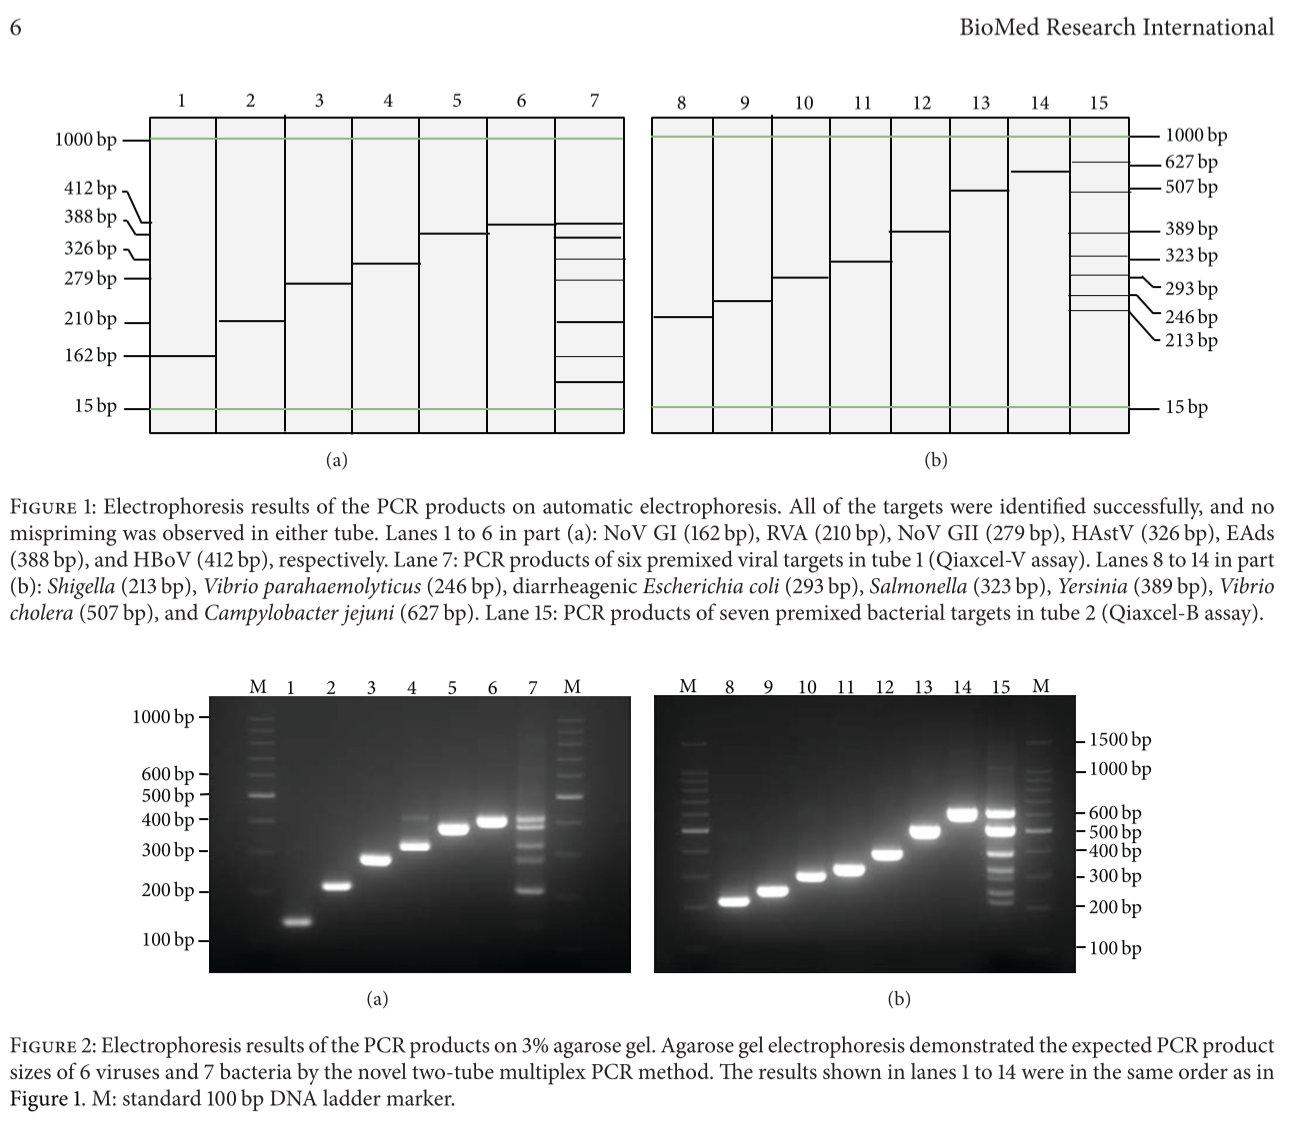 6
BioMed Research International
1 2 3 4 5 6 7
1000 bp
412 bp
388 bp
326 bp
279 bp
210 bp
162 bp
15 bp
(a)
8 9 10 11 12 13 14 15
1000 bp
627 bp
507 bp
389 bp
323 bp
293 bp
246 bp
213 bp
15 bp
(b)
FIGURE 1: Electrophoresis results of the PCR products on automatic electrophoresis. All of the targets were identified successfully, and no
mispriming was observed in either tube. Lanes 1 to 6 in part (a): NoV GI (162 bp), RVA (210 bp), NoV GII (279 bp), HAstV (326 bp), EAds
(388 bp), and HBoV (412 bp), respectively. Lane 7: PCR products of six premixed viral targets in tube 1 (Qiaxcel-V assay). Lanes 8 to 14 in part
(b): Shigella (213 bp), Vibrio parahaemolyticus (246 bp), diarrheagenic Escherichia coli (293 bp), Salmonella (323 bp), Yersinia (389 bp), Vibrio
cholera (507 bp), and Campylobacter jejuni (627 bp). Lane 15: PCR products of seven premixed bacterial targets in tube 2 (Qiaxcel-B assay).
M 1 2 3 4 5 6 7 M
1000 bp
600 bp
500 bp
400 bp
300 bp
200 bp
100 bp
(a)
M 8 9 10 11 12 13 14 15 M
1500 bp
1000 bp
600 bp
500 bp
400 bp
300 bp
200 bp
100 bp
(b)
FIGURE 2: Electrophoresis results of the PCR products on 3% agarose gel. Agarose gel electrophoresis demonstrated the expected PCR product
sizes of 6 viruses and 7 bacteria by the novel two-tube multiplex PCR method. The results shown in lanes 1 to 14 were in the same order as in
Figure 1. M: standard 100 bp DNA ladder marker.